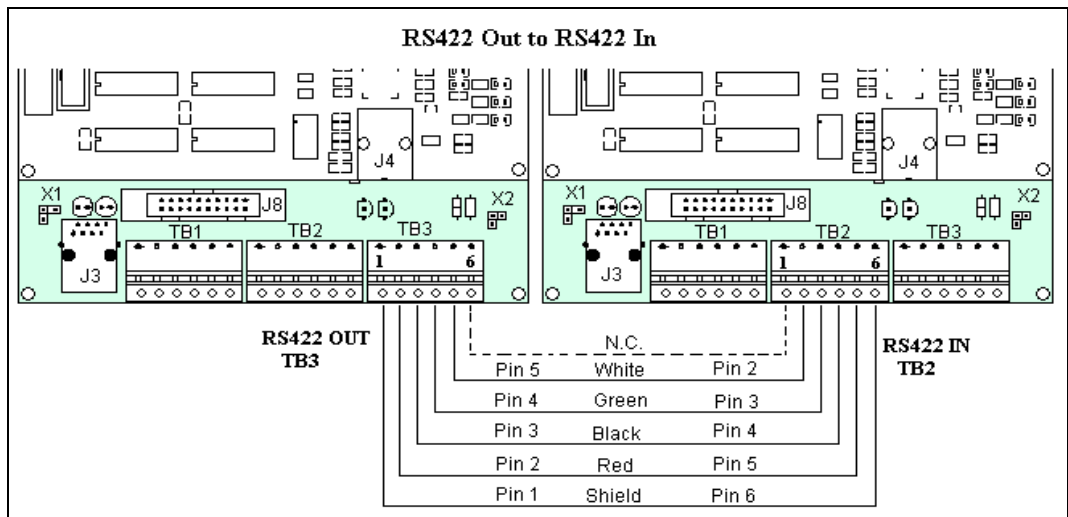 RS422 Out to RS422 In
J4 J4
X1 J8 X2 X1 J8 X2
TB1 TB2 TB3 TB1 TB2 TB3
J3 1 6 J3 1 6
RS422 OUT
TB3
RS422 IN
TB2
N.C.
Pin 5 White Pin 2
Pin 4 Green Pin 3
Pin 3 Black Pin 4
Pin 2 Red Pin 5
Pin 1 Shield Pin 6